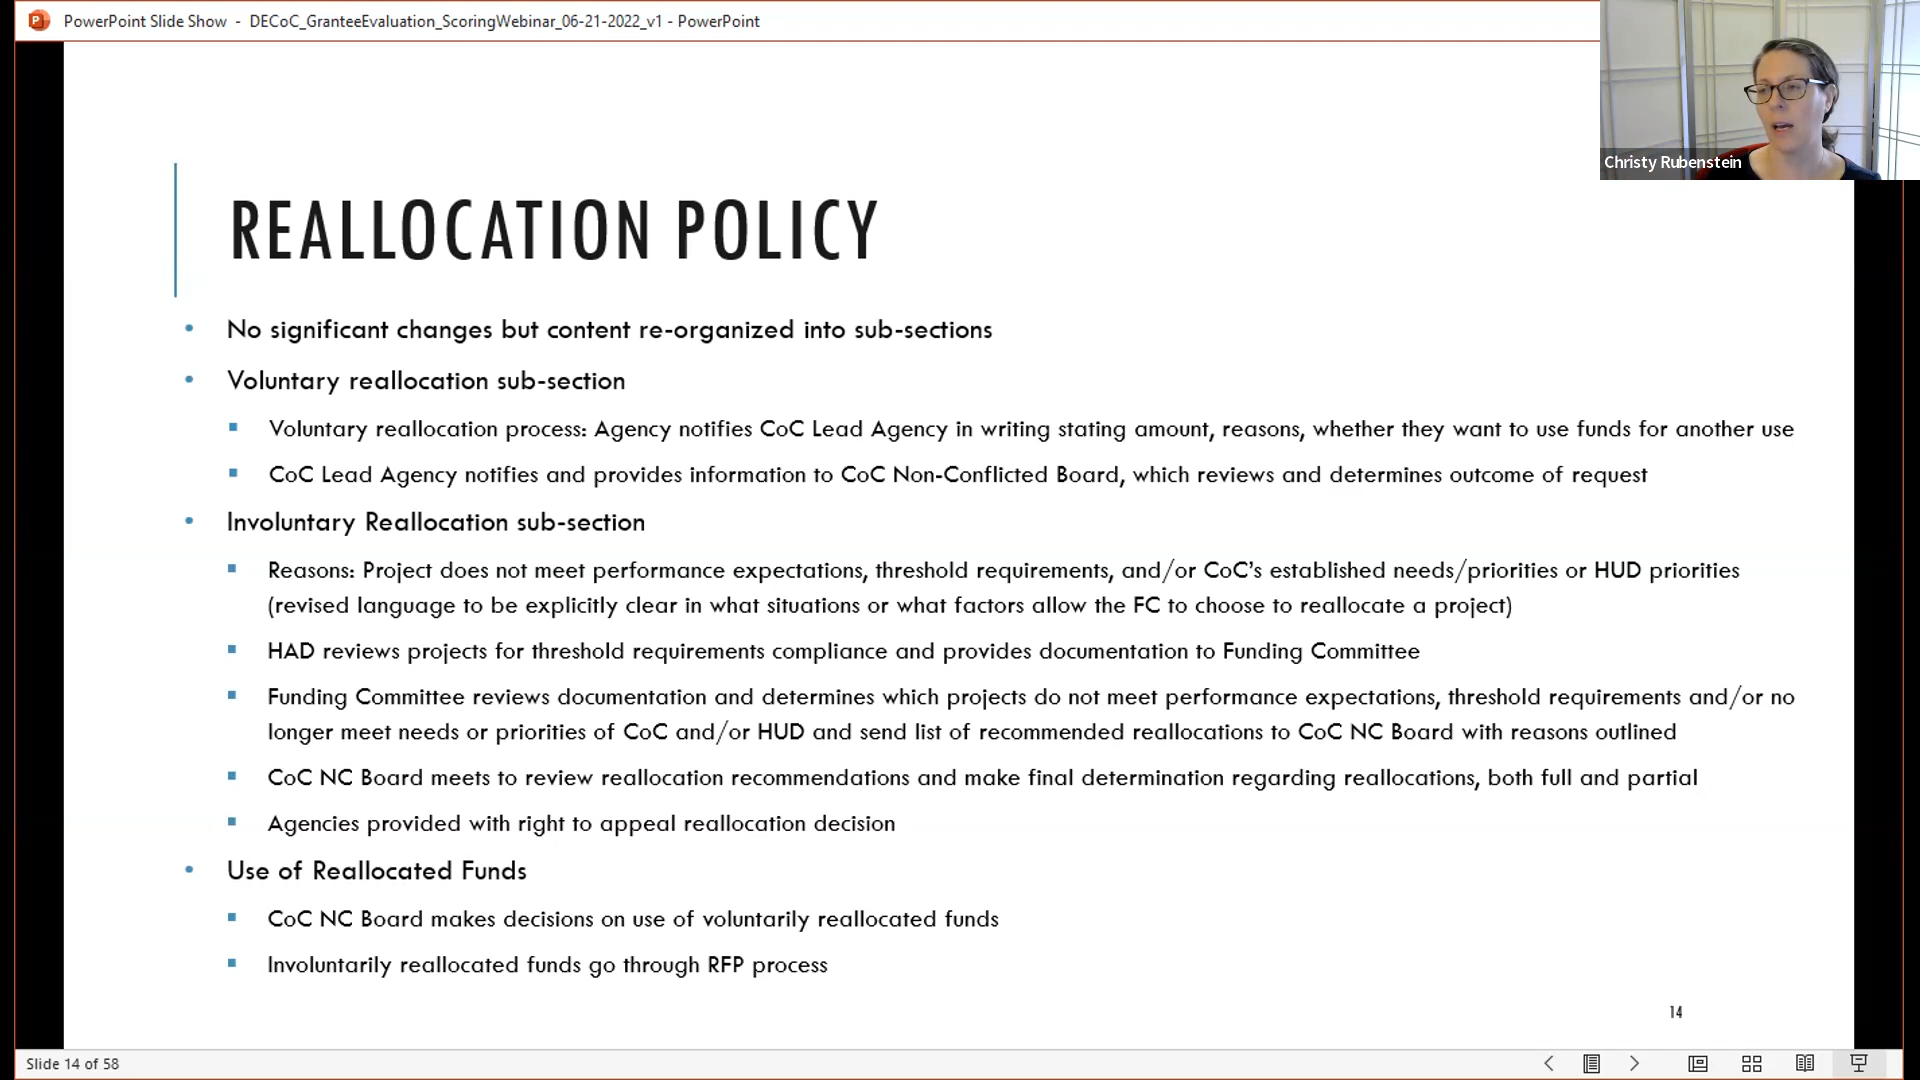 PowerPoint Slide Show - DECoC_GranteeEvaluation_ScoringWebinar_06-21-2022_v1 - PowerPoint
Christy Rubenstein
REALLOCATION POLICY
• No significant changes but content re-organized into sub-sections
• Voluntary reallocation sub-section
▪ Voluntary reallocation process: Agency notifies CoC Lead Agency in writing stating amount, reasons, whether they want to use funds for another use
▪ CoC Lead Agency notifies and provides information to CoC Non-Conflicted Board, which reviews and determines outcome of request
• Involuntary Reallocation sub-section
▪ Reasons: Project does not meet performance expectations, threshold requirements, and/or CoC’s established needs/priorities or HUD priorities
(revised language to be explicitly clear in what situations or what factors allow the FC to choose to reallocate a project)
▪ HAD reviews projects for threshold requirements compliance and provides documentation to Funding Committee
▪ Funding Committee reviews documentation and determines which projects do not meet performance expectations, threshold requirements and/or no
longer meet needs or priorities of CoC and/or HUD and send list of recommended reallocations to CoC NC Board with reasons outlined
▪ CoC NC Board meets to review reallocation recommendations and make final determination regarding reallocations, both full and partial
▪ Agencies provided with right to appeal reallocation decision
• Use of Reallocated Funds
▪ CoC NC Board makes decisions on use of voluntarily reallocated funds
▪ Involuntarily reallocated funds go through RFP process
14
Slide 14 of 58